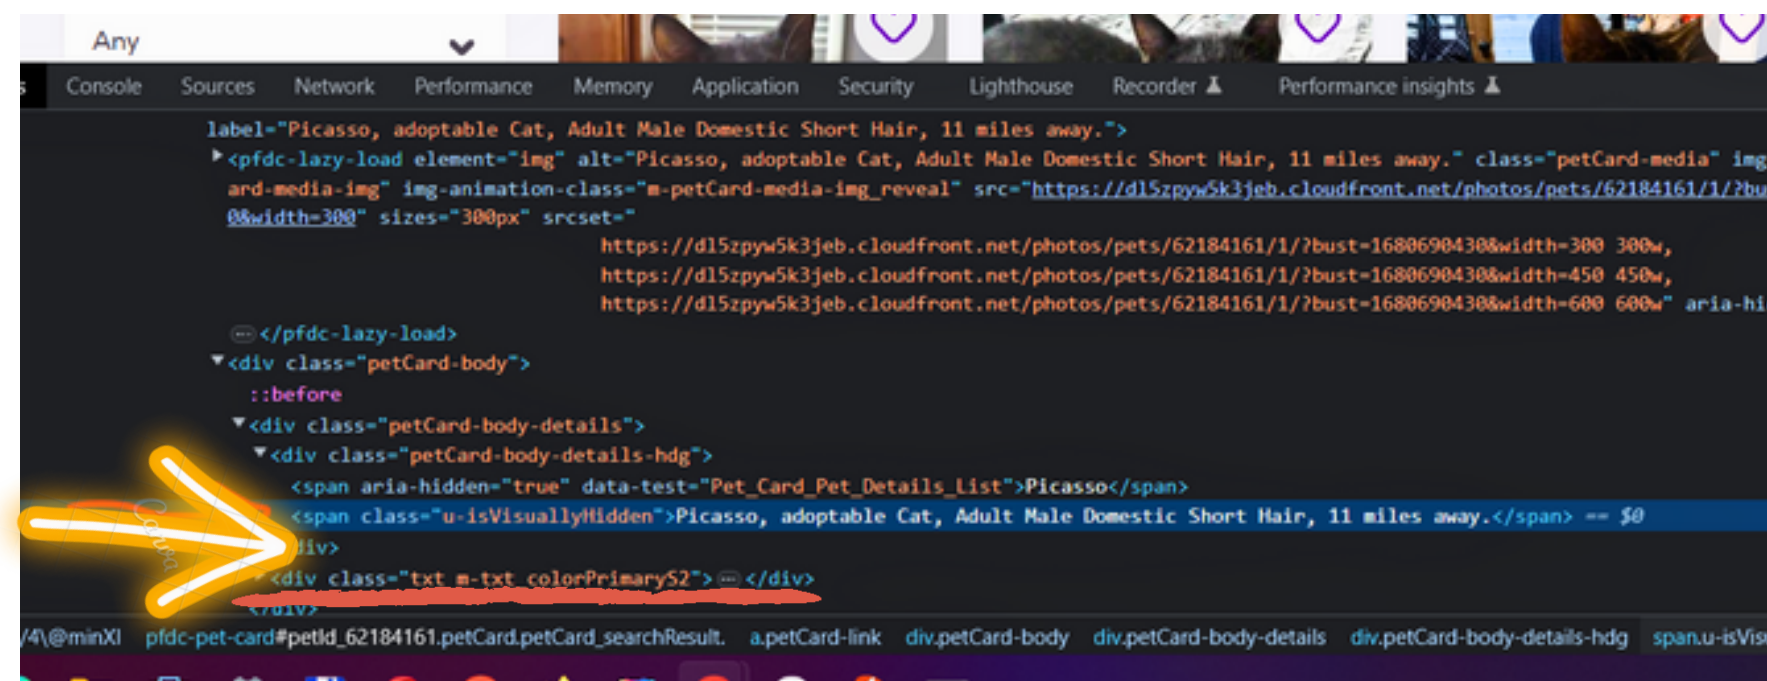 Any
s Console Sources Network Performance Memory Application Security Lighthouse Recorder Performance insights
label="Picasso, adoptable Cat, Adult Male Domestic Short Hair, 11 miles away.">
<pfdc-lazy-load element="img" alt="Picasso, adoptable Cat, Adult Male Domestic Short Hair, 11 miles away." class="petCard-media" img
ard-media-img" img-animation-class="m-petCard-media-img_reveal" src="https://dl5zpyw5k3jeb.cloudfront.net/photos/pets/62184161/1/?bu
0&width=300" sizes="300px" srcset="
https://dl5zpyw5k3jeb.cloudfront.net/photos/pets/62184161/1/?bust=1680690430&width=300 300w,
https://dl5zpyw5k3jeb.cloudfront.net/photos/pets/62184161/1/?bust=1680690430&width=450 450w,
https://dl5zpyw5k3jeb.cloudfront.net/photos/pets/62184161/1/?bust=1680690430&width=600 600w" aria-hi
</pfdc-lazy-load>
<div class="petCard-body">
::before
<div class="petCard-body-details">
<div class="petCard-body-details-hdg">
<span aria-hidden="true" data-test="Pet_Card_Pet_Details_List">Picasso</span>
<span class="u-isVisuallyHidden">Picasso, adoptable Cat, Adult Male Domestic Short Hair, 11 miles away.</span> == $0
Canva
div>
<div class="txt m-txt_colorPrimaryS2"> </div>
</div>
/4\@minXl pfdc-pet-card#petId_62184161.petCard.petCard_searchResult. a.petCard-link div.petCard-body div.petCard-body-details div.petCard-body-details-hdg span.u-isVis